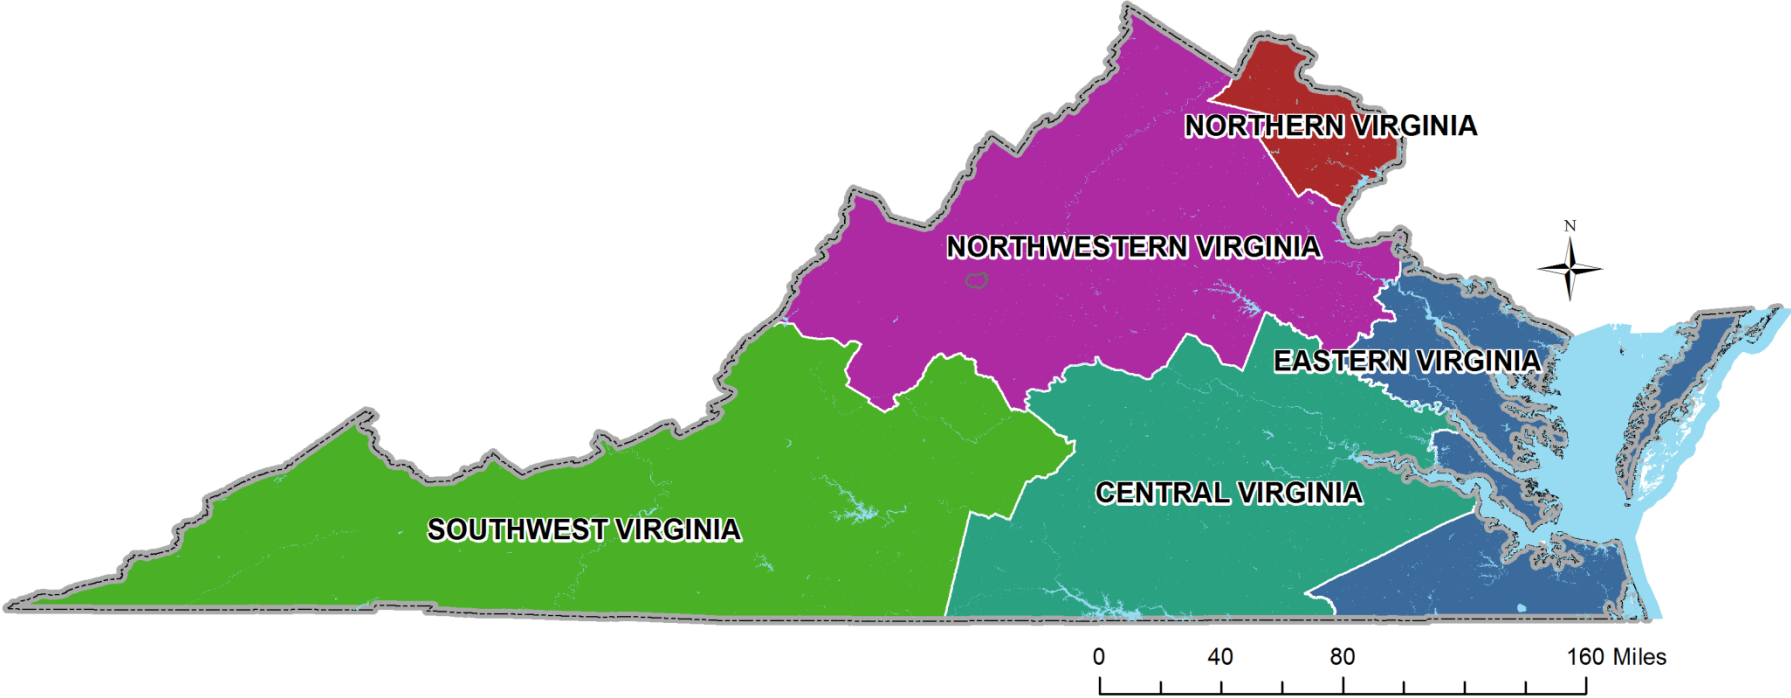 NORTHERN VIRGINIA
N
NORTHWESTERN VIRGINIA
EASTERN VIRGINIA
CENTRAL VIRGINIA
SOUTHWEST VIRGINIA
0 40 80 160 Miles